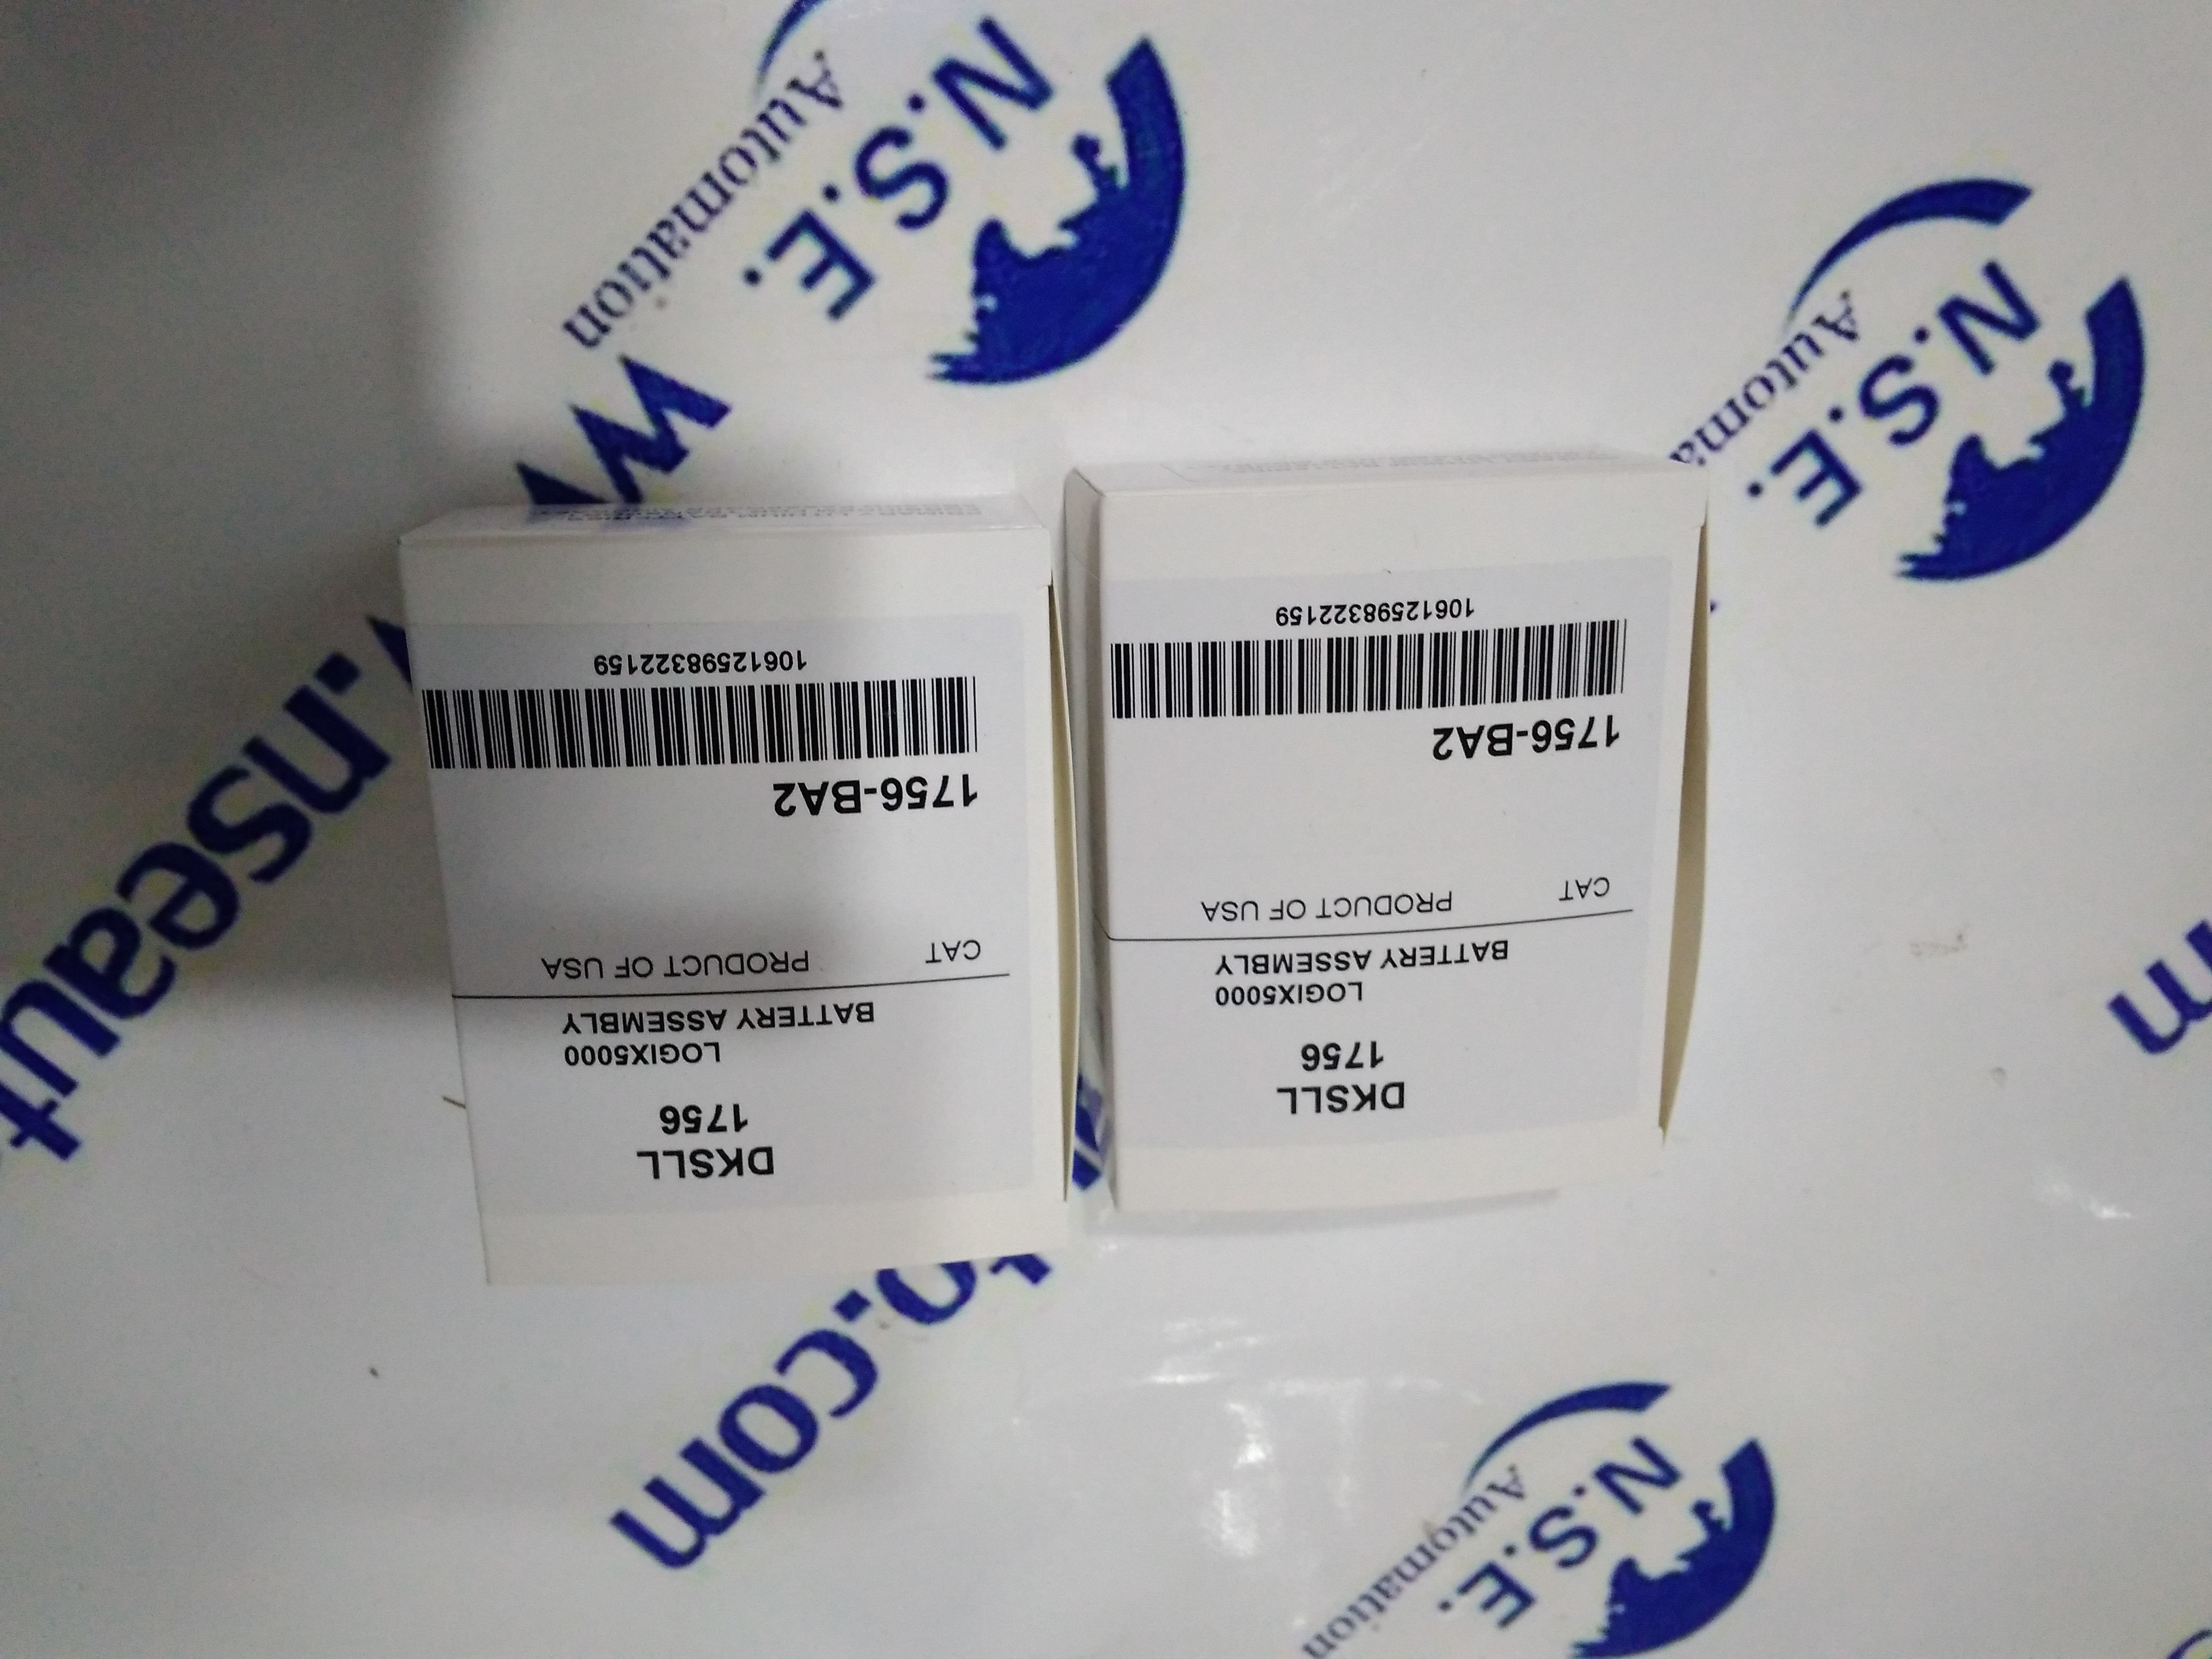 DKSLL
1756
LOGIX5000
BATTERY ASSEMBLY
CAT PRODUCT OF USA
1756-BA2
10612598322159
DKSLL
1756
LOGIX5000
BATTERY ASSEMBLY
CAT PRODUCT OF USA
1756-BA2
10612598322159
N.S.E.
Automation
N.S.E.
N.S.E.
Automation
.nseaut
o.com